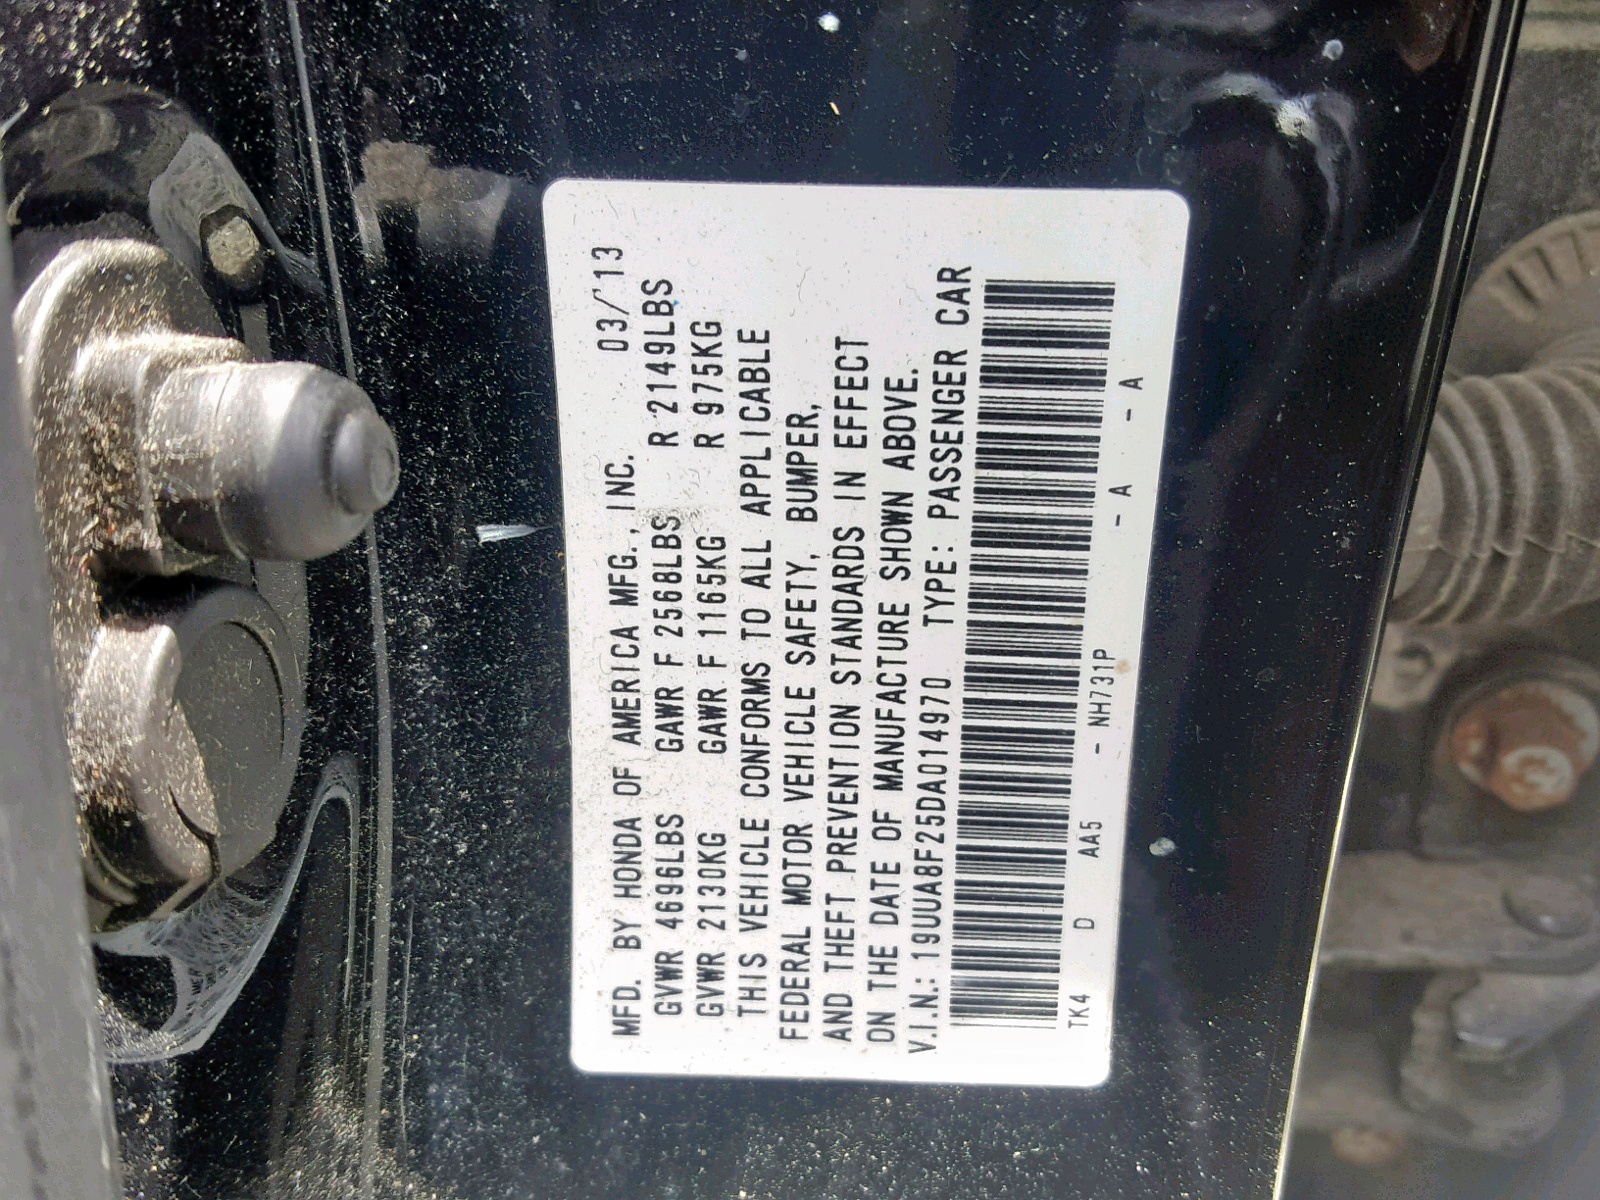 MFD. BY HONDA OF AMERICA MFG., INC. 03/'13
GVWR 4696LBS GAWR F 2568LBS R 2149LBS
GVWR 2130KG GAWR F 1165KG R 975KG
THIS VEHICLE CONFORMS TO ALL APPLICABLE
FEDERAL MOTOR VEHICLE SAFETY, BUMPER,
AND THEFT PREVENTION STANDARDS IN EFFECT
ON THE DATE OF MANUFACTURE SHOWN ABOVE.
V.I.N.: 19UUA8F25DA014970 TYPE: PASSENGER CAR
TK4 D AA5 - NH731P - A - A